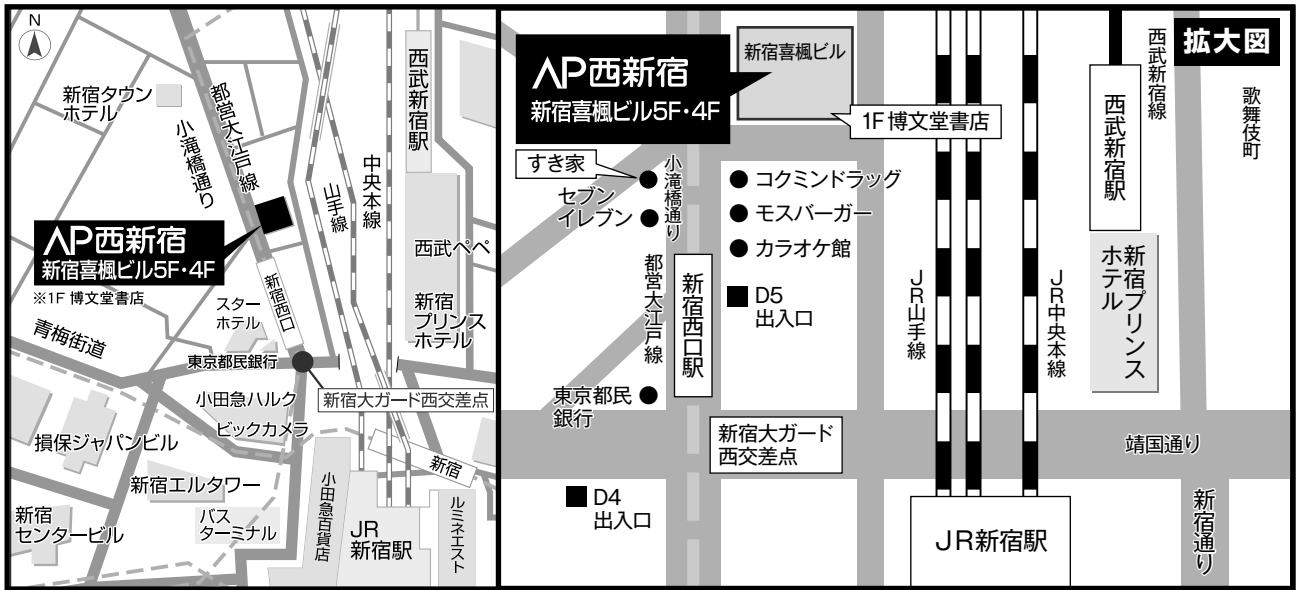 N
新宿タウン
ホテル
都営大江戸線
小滝橋通り
AP西新宿
新宿喜楓ビル5F・4F
※1F 博文堂書店
西武新宿駅
中央本線
山手線
西武ペペ
新宿
プリンス
ホテル
新宿西口
スター
ホテル
青梅街道
東京都民銀行
新宿大ガード西交差点
小田急ハルク
ビックカメラ
損保ジャパンビル
新宿エルタワー
新宿
センタービル
バス
ターミナル
小田急百貨店
新宿
JR
新宿駅
ルミネエスト
拡大図
AP西新宿
新宿喜楓ビル5F・4F
新宿喜楓ビル
1F 博文堂書店
すき家
セブン
イレブン
小滝橋通り
コクミンドラッグ
モスバーガー
カラオケ館
都営大江戸線
新宿西口駅
D5
出入口
東京都民
銀行
新宿大ガード
西交差点
D4
出入口
JR山手線
JR中央本線
西武新宿線
西武新宿駅
歌舞伎町
新宿プリンス
ホテル
靖国通り
新宿通り
JR新宿駅